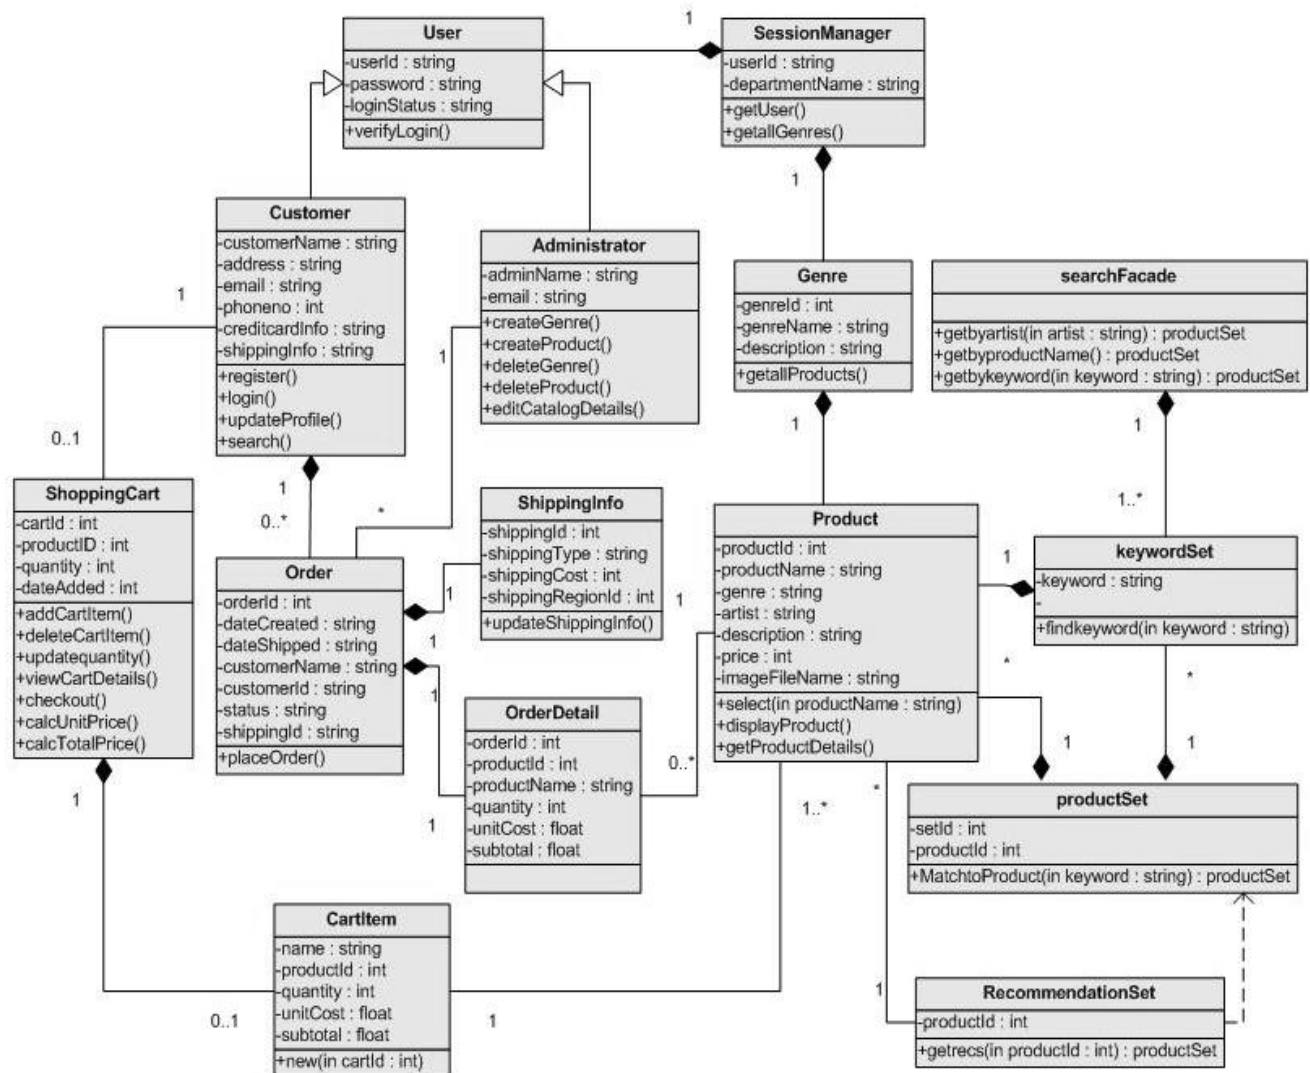 User
-userId : string
-password : string
-loginStatus : string
+verifyLogin()
1
1
SessionManager
-userId : string
-departmentName : string
+getUser()
+getallGenres()
1
Customer
-customerName : string
-address : string
-email : string
-phoneno : int
-creditcardInfo : string
-shippingInfo : string
+register()
+login()
+updateProfile()
+search()
1
0..1
1
0..*
Administrator
-adminName : string
-email : string
+createGenre()
+createProduct()
+deleteGenre()
+deleteProduct()
+editCatalogDetails()
1
*
Genre
-genreId : int
-genreName : string
-description : string
+getallProducts()
1
searchFacade
+getbyartist(in artist : string) : productSet
+getbyproductName() : productSet
+getbykeyword(in keyword : string) : productSet
1
1..*
ShoppingCart
-cartId : int
-productID : int
-quantity : int
-dateAdded : int
+addCartItem()
+deleteCartItem()
+updatequantity()
+viewCartDetails()
+checkout()
+calcUnitPrice()
+calcTotalPrice()
1
0..1
Order
-orderId : int
-dateCreated : string
-dateShipped : string
-customerName : string
-customerId : string
-status : string
-shippingId : string
+placeOrder()
1
1
1
1
ShippingInfo
-shippingId : int
-shippingType : string
-shippingCost : int
-shippingRegionId : int
+updateShippingInfo()
OrderDetail
-orderId : int
-productId : int
-productName : string
-quantity : int
-unitCost : float
-subtotal : float
1
0..*
Product
-productId : int
-productName : string
-genre : string
-artist : string
-description : string
-price : int
-imageFileName : string
+select(in productName : string)
+displayProduct()
+getProductDetails()
1
*
1
1..*
*
keywordSet
-keyword : string
-
+findkeyword(in keyword : string)
*
1
productSet
-setId : int
-productId : int
+MatchtoProduct(in keyword : string) : productSet
CartItem
-name : string
-productId : int
-quantity : int
-unitCost : float
-subtotal : float
+new(in cartId : int)
1
1
RecommendationSet
-productId : int
+getrecs(in productId : int) : productSet